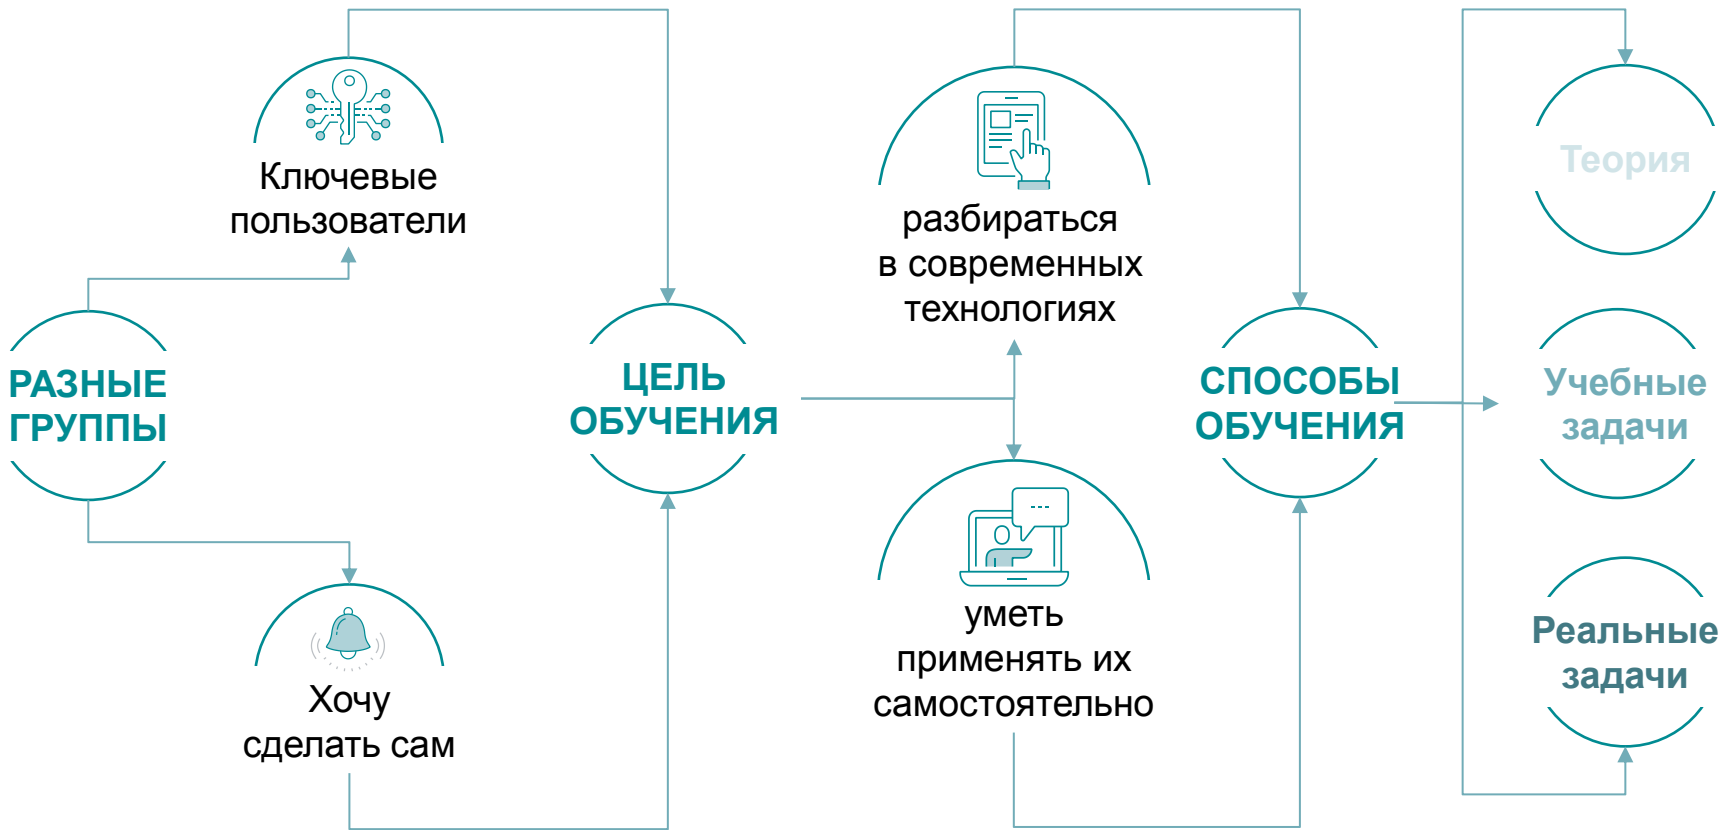 РАЗНЫЕ
ГРУППЫ
Ключевые
пользователи
Хочу
сделать сам
ЦЕЛЬ
ОБУЧЕНИЯ
разбираться
в современных
технологиях
уметь
применять их
самостоятельно
СПОСОБЫ
ОБУЧЕНИЯ
Теория
Учебные
задачи
Реальные
задачи